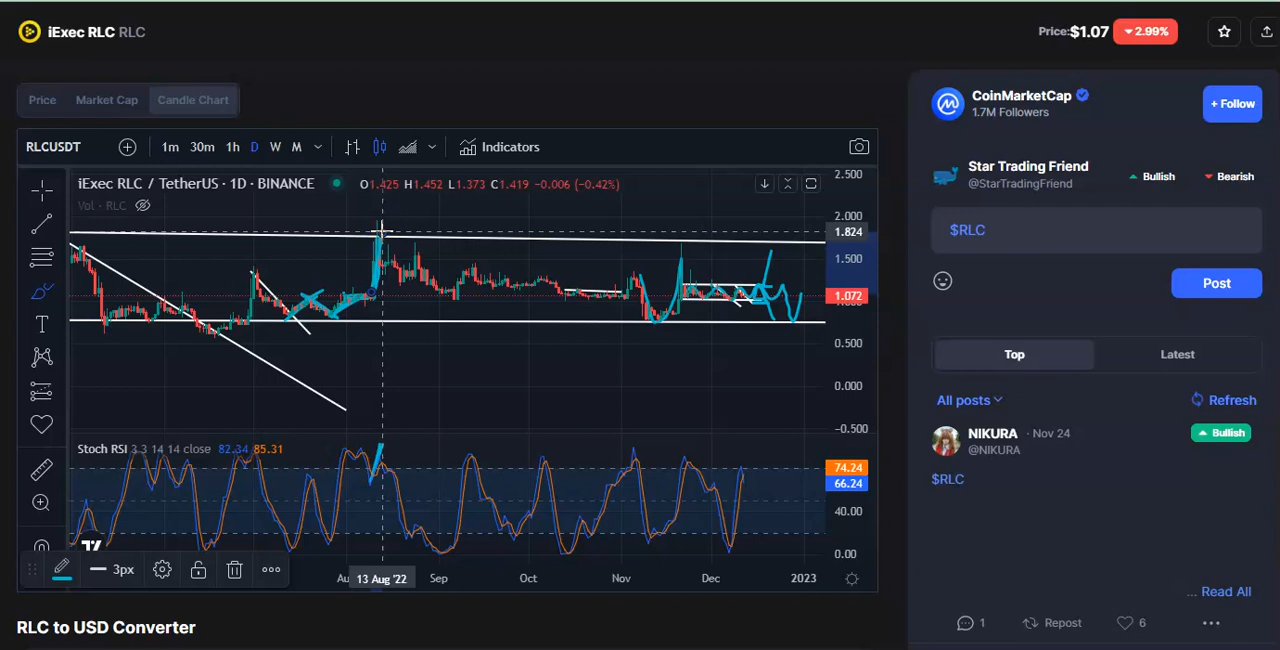 iExec RLC RLC
Price:$1.07 2.99%
Price Market Cap Candle Chart
RLCUSDT 1m 30m 1h D W M Indicators
iExec RLC / TetherUS · 1D · BINANCE O1.425 H1.452 L1.373 C1.419 -0.006 (-0.42%)
Vol · RLC
2.500
2.000
1.824
1.500
1.072
0.500
0.000
-0.500
Stoch RSI 3 3 14 14 close 82.34 85.31
74.24
66.24
40.00
0.00
3px
13 Aug '22 Sep Oct Nov Dec 2023
RLC to USD Converter
CoinMarketCap
1.7M Followers
+ Follow
Star Trading Friend
@StarTradingFriend
Bullish Bearish
$RLC
Post
Top Latest
All posts Refresh
NIKURA · Nov 24
@NIKURA
Bullish
$RLC
... Read All
1 Repost 6